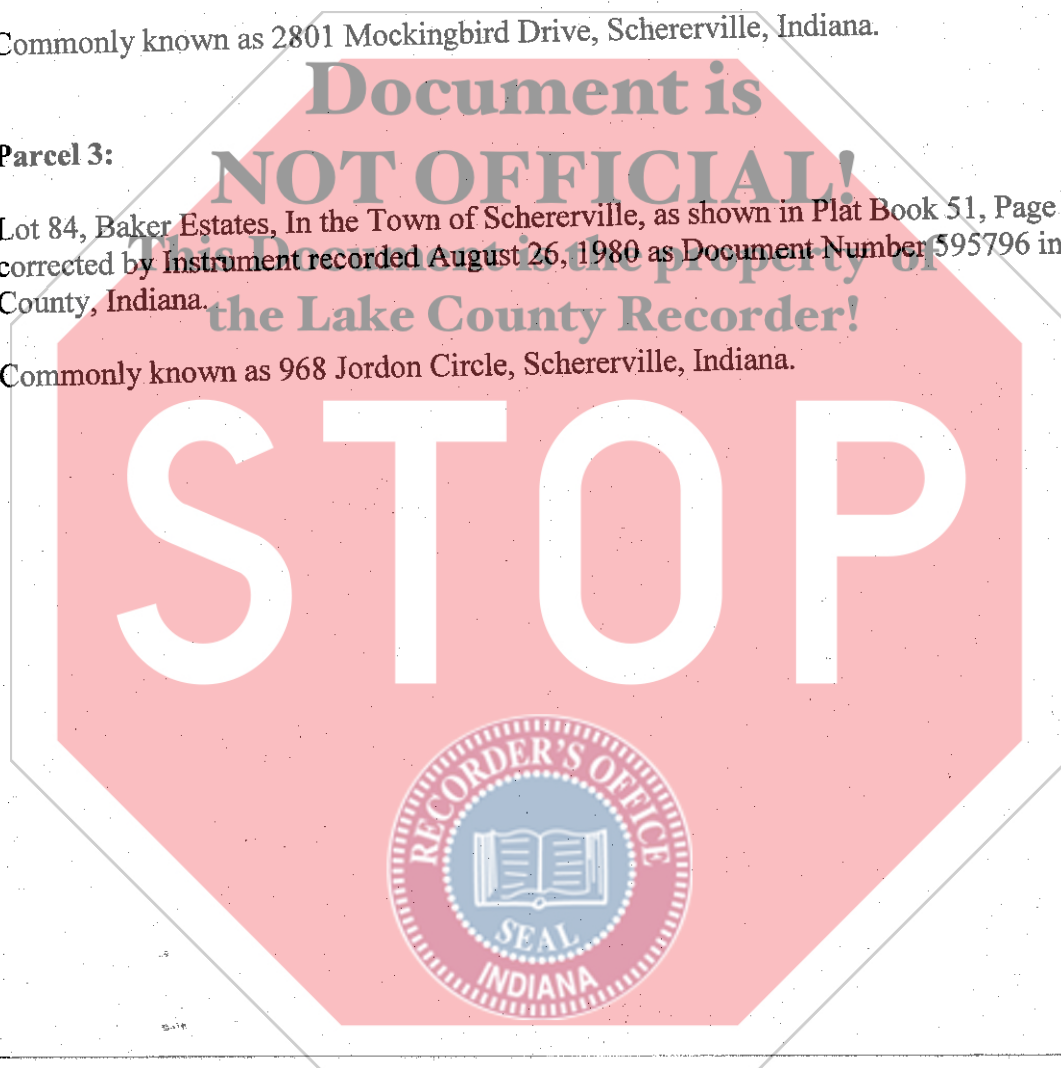 Commonly known as 2801 Mockingbird Drive, Schererville, Indiana.
Document is
Parcel 3:
NOT OFFICIAL!
Lot 84, Baker Estates, In the Town of Schererville, as shown in Plat Book 51, Page
This Document is the property of
corrected by Instrument recorded August 26, 1980 as Document Number 595796 in
County, Indiana.
the Lake County Recorder!
Commonly known as 968 Jordon Circle, Schererville, Indiana.
STOP
RECORDER'S OFFICE
SEAL
INDIANA